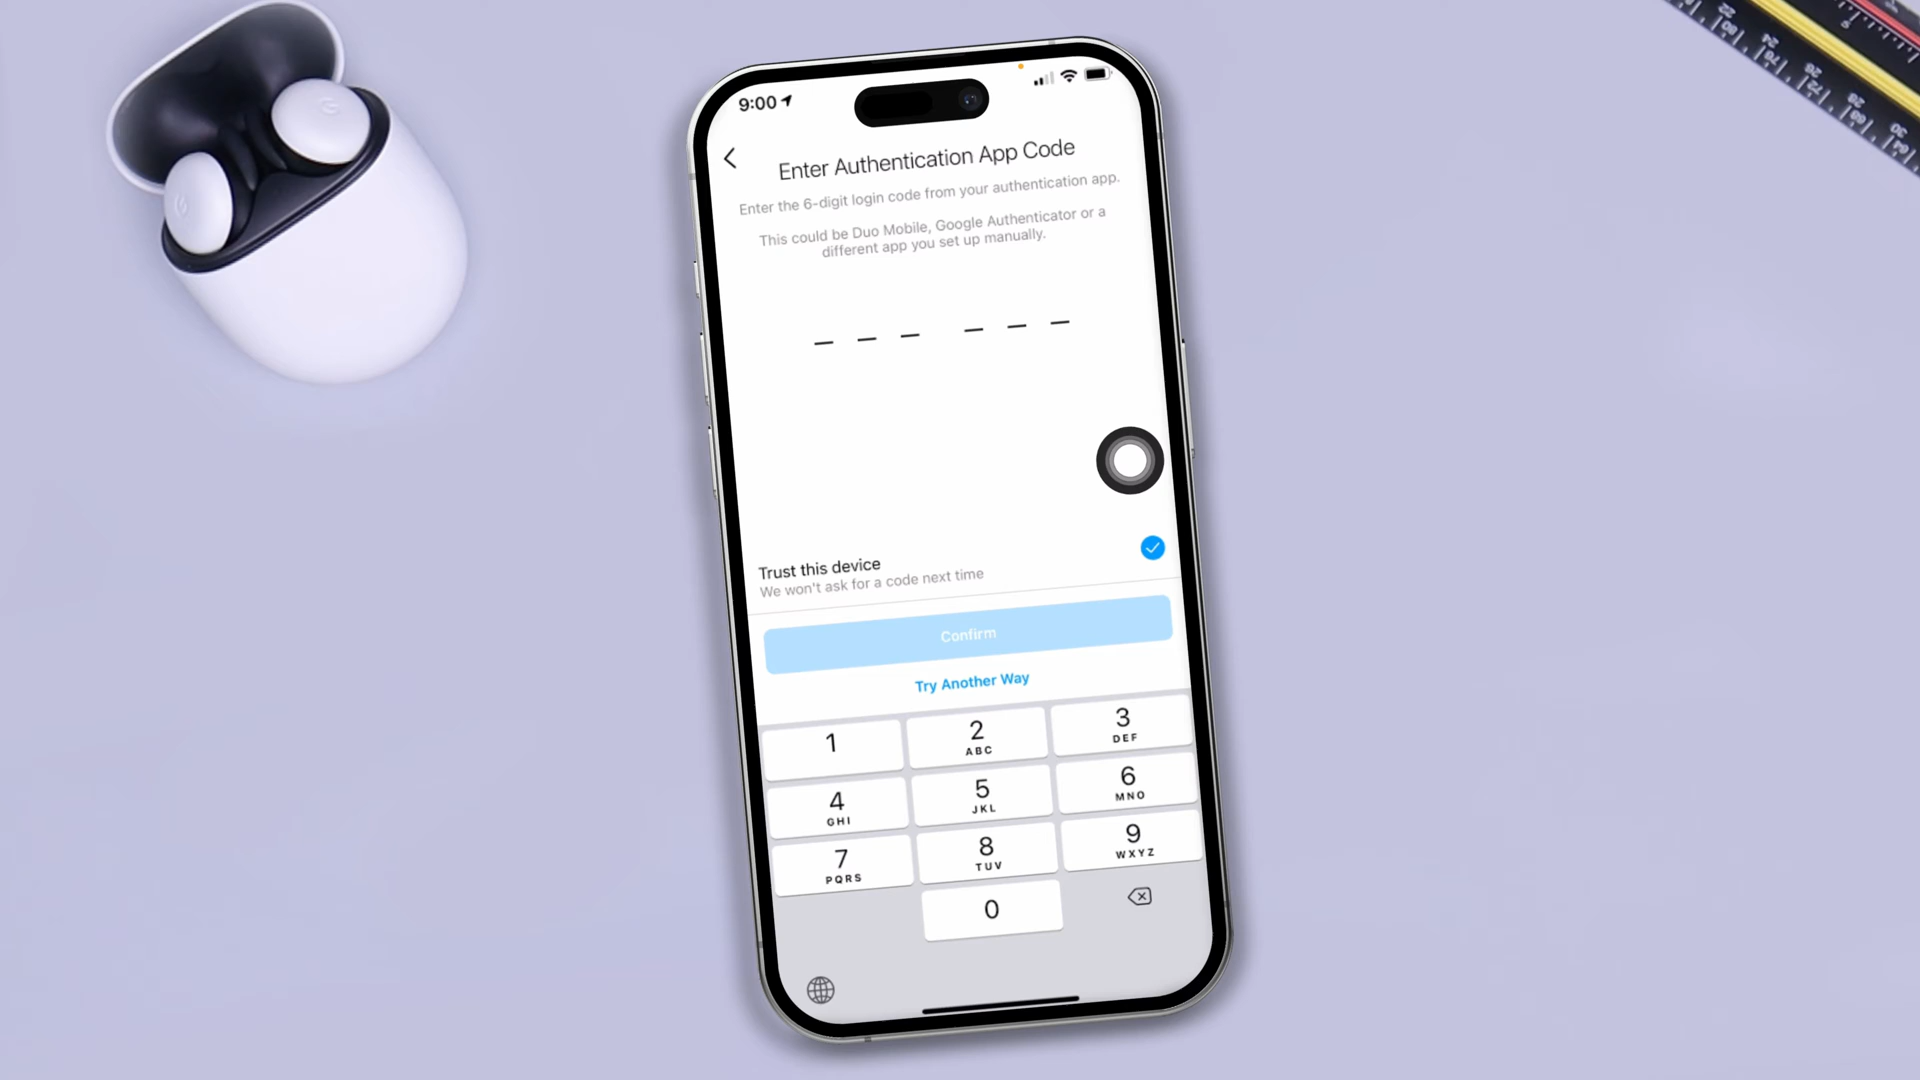 9:00
Enter Authentication App Code
Enter the 6-digit login code from your authentication app.
This could be Duo Mobile, Google Authenticator or a
different app you set up manually.
Trust this device
We won't ask for a code next time
Confirm
Try Another Way
1
2
ABC
3
DEF
4
GHI
5
JKL
6
MNO
7
PQRS
8
TUV
9
WXYZ
0